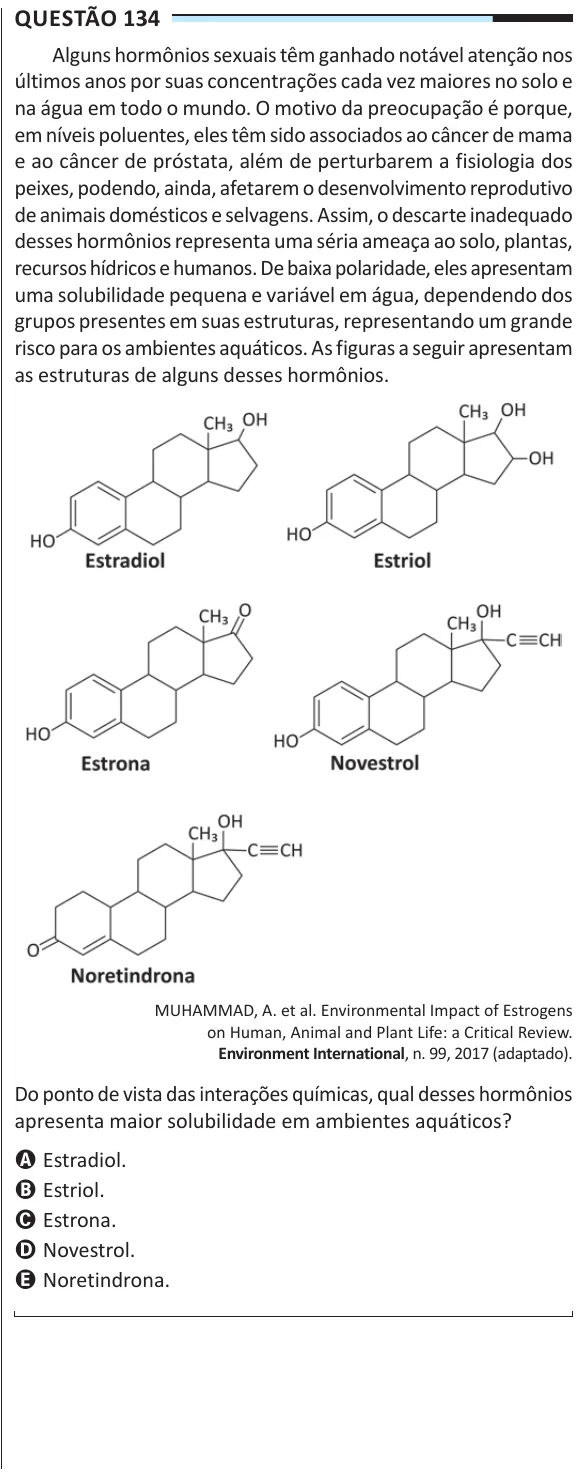 QUESTÃO 134
Alguns hormônios sexuais têm ganhado notável atenção nos
últimos anos por suas concentrações cada vez maiores no solo e
na água em todo o mundo. O motivo da preocupação é porque,
em níveis poluentes, eles têm sido associados ao câncer de mama
e ao câncer de próstata, além de perturbarem a fisiologia dos
peixes, podendo, ainda, afetarem o desenvolvimento reprodutivo
de animais domésticos e selvagens. Assim, o descarte inadequado
desses hormônios representa uma séria ameaça ao solo, plantas,
recursos hídricos e humanos. De baixa polaridade, eles apresentam
uma solubilidade pequena e variável em água, dependendo dos
grupos presentes em suas estruturas, representando um grande
risco para os ambientes aquáticos. As figuras a seguir apresentam
as estruturas de alguns desses hormônios.
CH₃ OH
HO
Estradiol
CH₃ OH
OH
HO
Estriol
CH₃ O
HO
Estrona
OH
CH₃
C≡CH
HO
Novestrol
OH
CH₃
C≡CH
O
Noretindrona
MUHAMMAD, A. et al. Environmental Impact of Estrogens
on Human, Animal and Plant Life: a Critical Review.
Environment International, n. 99, 2017 (adaptado).
Do ponto de vista das interações químicas, qual desses hormônios
apresenta maior solubilidade em ambientes aquáticos?
A Estradiol.
B Estriol.
C Estrona.
D Novestrol.
E Noretindrona.